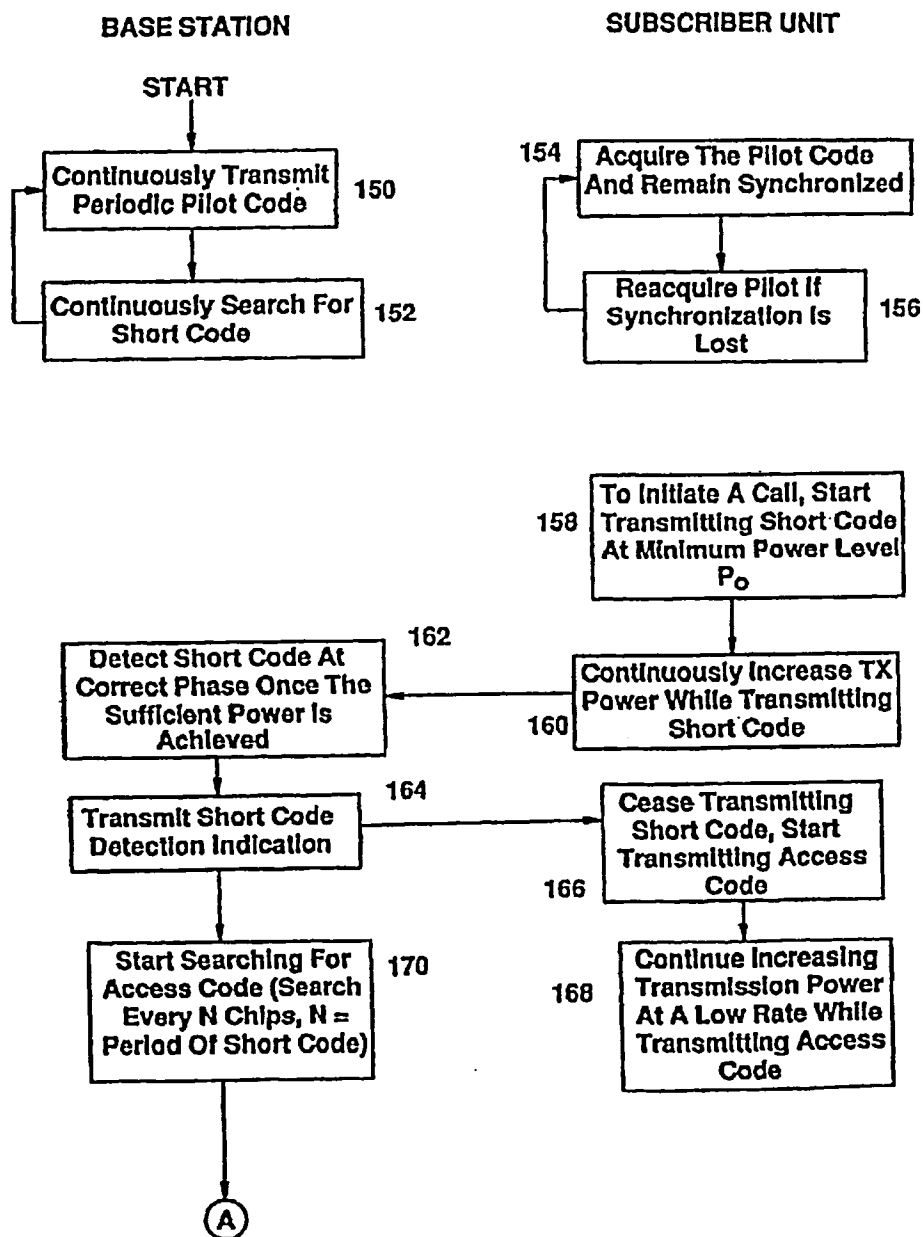 BASE STATION
SUBSCRIBER UNIT
START
Continuously Transmit
Periodic Pilot Code
150
Continuously Search For
Short Code
152
154
Acquire The Pilot Code
And Remain Synchronized
Reacquire Pilot If
Synchronization Is
Lost
156
158
To Initiate A Call, Start
Transmitting Short Code
At Minimum Power Level
Po
162
Detect Short Code At
Correct Phase Once The
Sufficient Power Is
Achieved
Continuously Increase TX
Power While Transmitting
Short Code
160
164
Transmit Short Code
Detection Indication
Cease Transmitting
Short Code, Start
Transmitting Access
Code
166
Start Searching For
Access Code (Search
Every N Chips, N =
Period Of Short Code)
170
168
Continue Increasing
Transmission Power
At A Low Rate While
Transmitting Access
Code
A